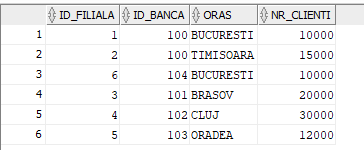 ID_FILIALA ID_BANCA ORAS NR_CLIENTI
1 1 100 BUCURESTI 10000
2 2 100 TIMISOARA 15000
3 6 104 BUCURESTI 10000
4 3 101 BRASOV 20000
5 4 102 CLUJ 30000
6 5 103 ORADEA 12000